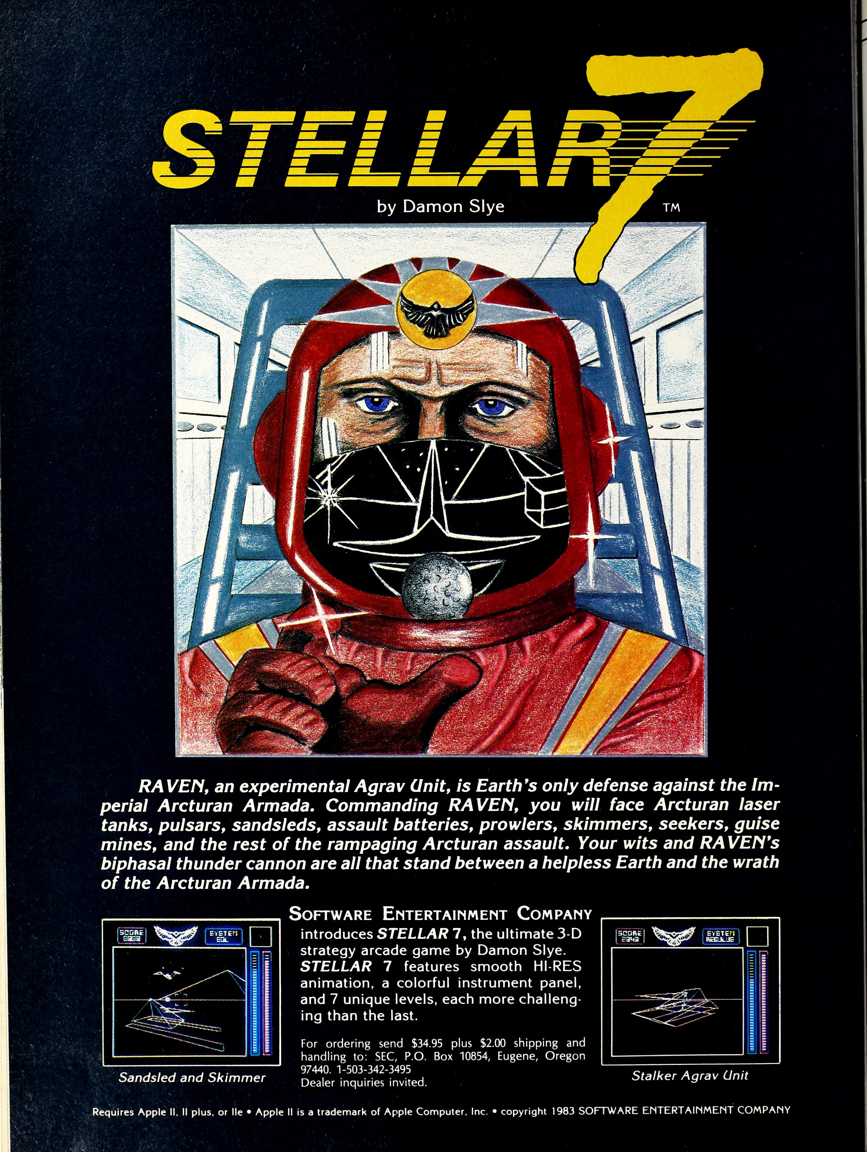 STELLAR 7
by Damon Slye
TM
RAVEN, an experimental Agrav Unit, is Earth's only defense against the Im-
perial Arcturan Armada. Commanding RAVEN, you will face Arcturan laser
tanks, pulsars, sandsleds, assault batteries, prowlers, skimmers, seekers, guise
mines, and the rest of the rampaging Arcturan assault. Your wits and RAVEN's
biphasal thunder cannon are all that stand between a helpless Earth and the wrath
of the Arcturan Armada.
SOFTWARE ENTERTAINMENT COMPANY
introduces STELLAR 7, the ultimate 3-D
strategy arcade game by Damon Slye.
STELLAR 7 features smooth HI-RES
animation, a colorful instrument panel,
and 7 unique levels, each more challeng-
ing than the last.
For ordering send $34.95 plus $2.00 shipping and
handling to: SEC, P.O. Box 10854, Eugene, Oregon
97440. 1-503-342-3495
Dealer inquiries invited.
SCORE
SYSTEM
SOL
Sandsled and Skimmer
SCORE
SYSTEM
Stalker Agrav Unit
Requires Apple II, II plus, or IIe • Apple II is a trademark of Apple Computer, Inc. • copyright 1983 SOFTWARE ENTERTAINMENT COMPANY